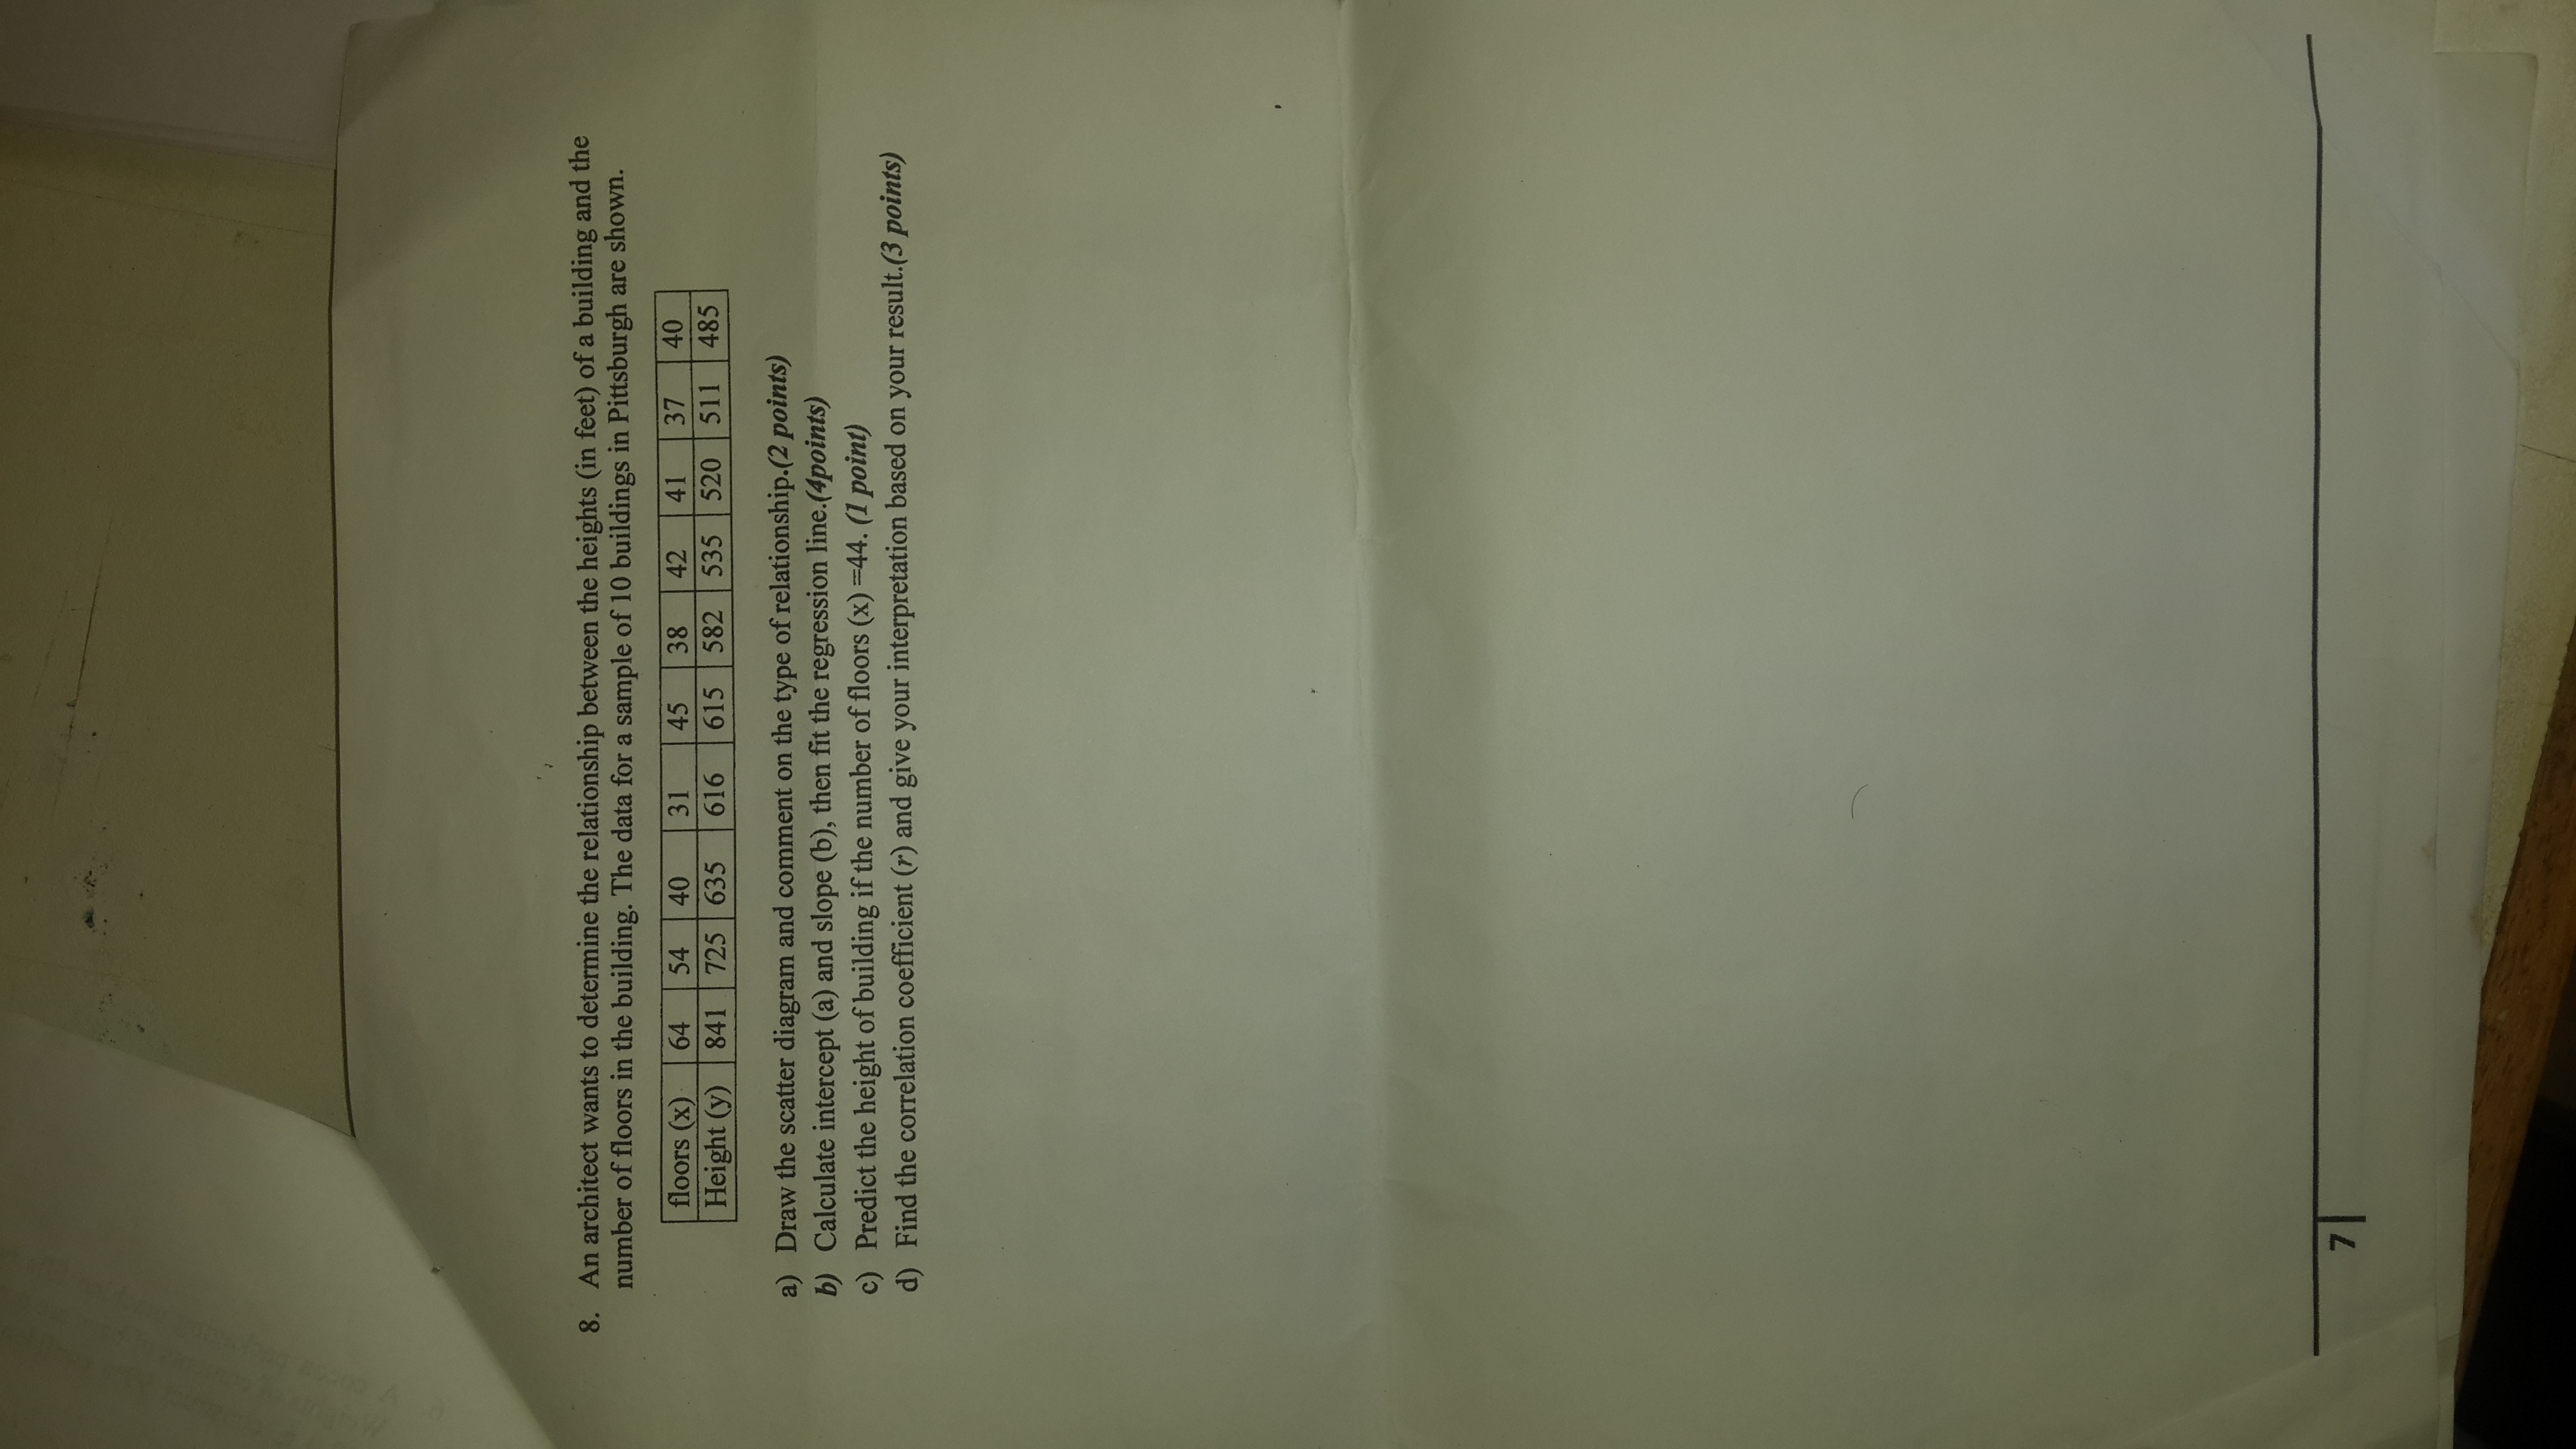 8. An architect wants to determine the relationship between the heights (in feet) of a building and the
number of floors in the building. The data for a sample of 10 buildings in Pittsburgh are shown.
floors (x) 64 54 40 31 45 38 42 41 37 40
Height (y) 841 725 635 616 615 582 535 520 511 485
a) Draw the scatter diagram and comment on the type of relationship.(2 points)
b) Calculate intercept (a) and slope (b), then fit the regression line.(4points)
c) Predict the height of building if the number of floors (x) =44. (1 point)
d) Find the correlation coefficient (r) and give your interpretation based on your result.(3 points)
7